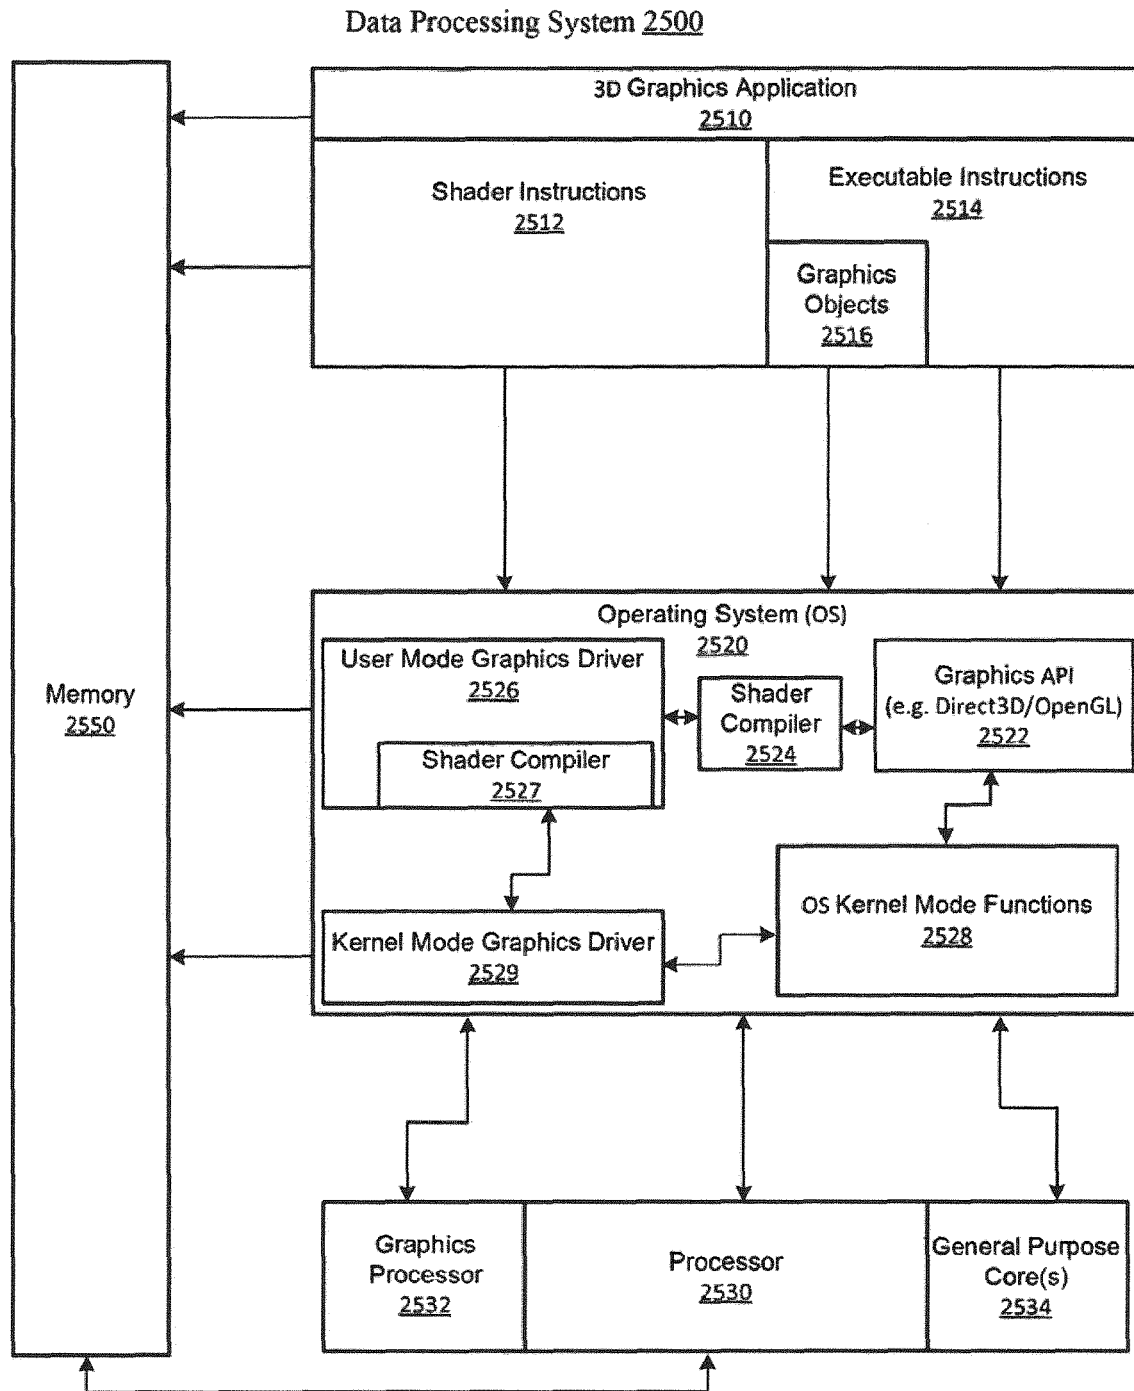 Data Processing System 2500
3D Graphics Application
2510
Shader Instructions
2512
Executable Instructions
2514
Graphics
Objects
2516
Memory
2550
Operating System (OS)
2520
User Mode Graphics Driver
2526
Shader Compiler
2527
Shader
Compiler
2524
Graphics API
(e.g. Direct3D/OpenGL)
2522
Kernel Mode Graphics Driver
2529
OS Kernel Mode Functions
2528
Graphics
Processor
2532
Processor
2530
General Purpose
Core(s)
2534